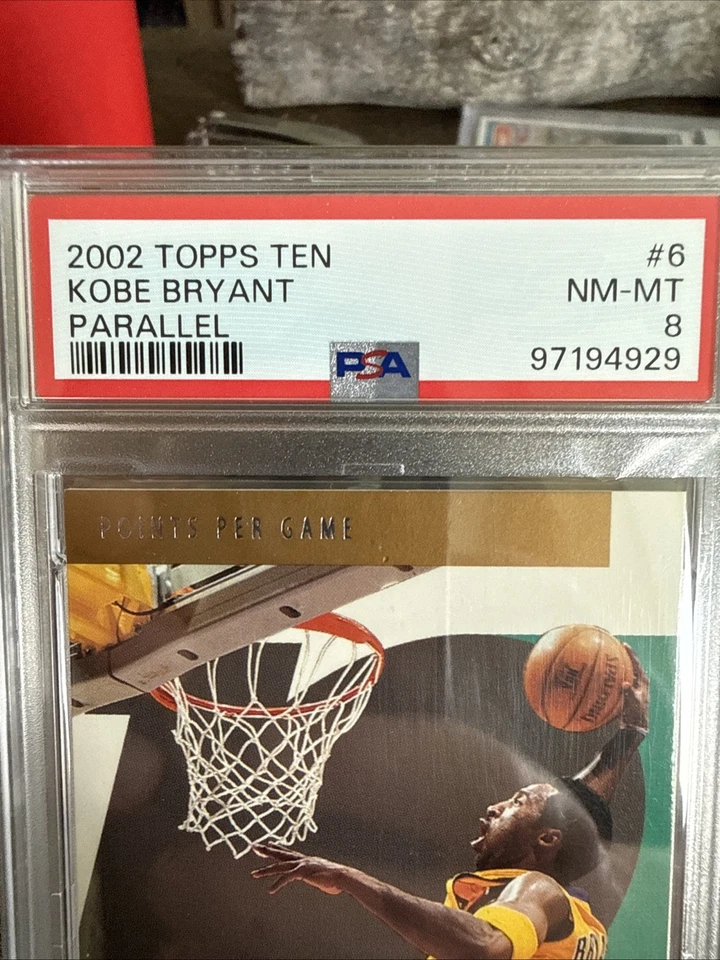 2002 TOPPS TEN #6
KOBE BRYANT NM-MT
PARALLEL 8
PSA 97194929
POINTS PER GAME